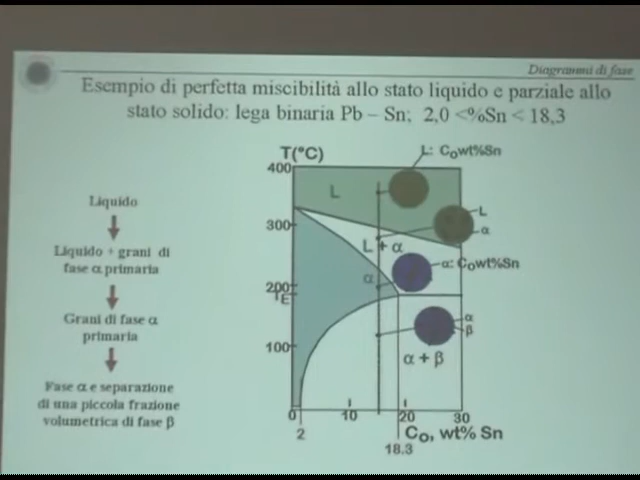 Diagrammi di fase
Esempio di perfetta miscibilità allo stato liquido e parziale allo
stato solido: lega binaria Pb – Sn; 2,0 <%Sn < 18,3
Liquido
Liquido + grani di
fase α primaria
Grani di fase α
primaria
Fase α e separazione
di una piccola frazione
volumetrica di fase β
T(°C)
L: Cowt%Sn
400
L
L
α
300
L + α
α
α: Cowt%Sn
200
TE
α
β
100
α + β
0
10
20
30
2
Co, wt% Sn
18.3